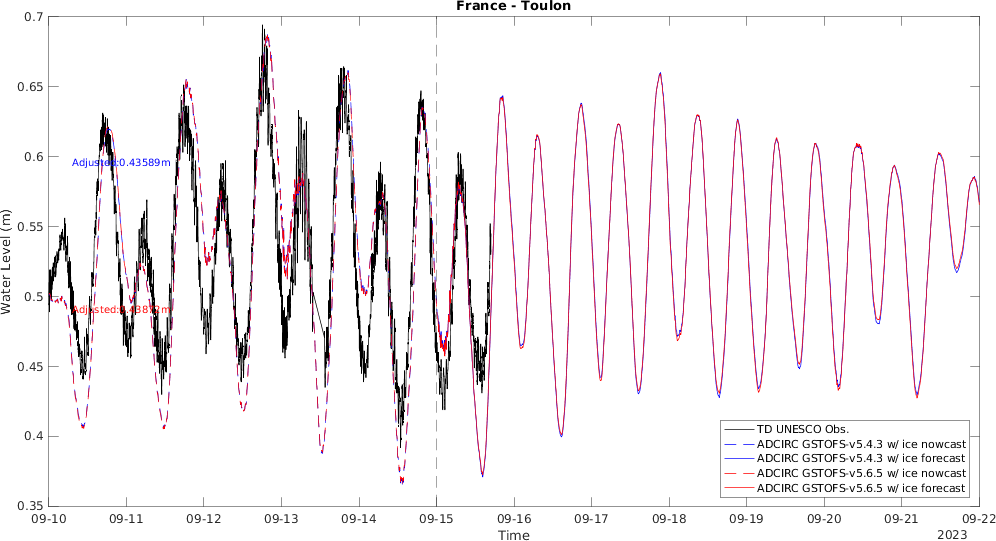 France - Toulon
0.7
0.65
0.6
0.55
0.5
0.45
0.4
0.35
Water Level (m)
Adjusted:0.43589m
09-10
09-11
09-12
09-13
09-14
09-15
09-16
09-17
09-18
09-19
09-20
09-21
09-22
Time
2023
TD UNESCO Obs.
ADCIRC GSTOFS-v5.4.3 w/ ice nowcast
ADCIRC GSTOFS-v5.4.3 w/ ice forecast
ADCIRC GSTOFS-v5.6.5 w/ ice nowcast
ADCIRC GSTOFS-v5.6.5 w/ ice forecast